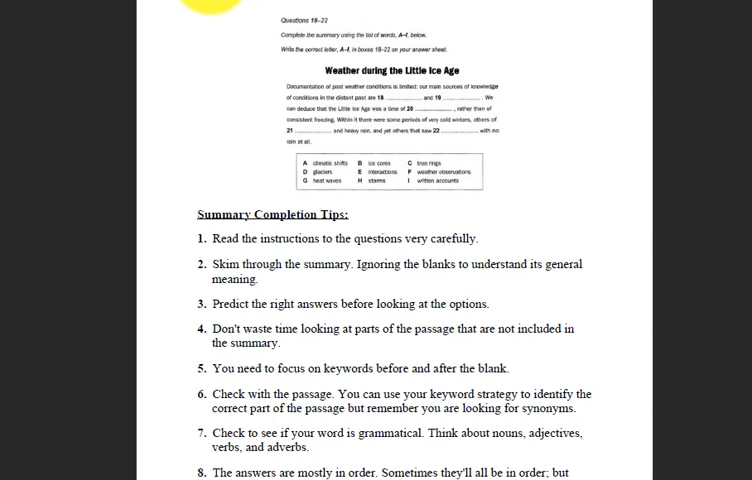 Questions 18–22
Complete the summary using the list of words, A–I, below.
Write the correct letter, A–I, in boxes 18–22 on your answer sheet.
Weather during the Little Ice Age
Documentation of past weather conditions is limited: our main sources of knowledge
of conditions in the distant past are 18 .................... and 19 .................... . We
can deduce that the Little Ice Age was a time of 20 .................... , rather than of
consistent freezing. Within it there were some periods of very cold winters, others of
21 .................... and heavy rain, and yet others that saw 22 .................... with no
rain at all.
A climatic shifts B ice cores C tree rings
D glaciers E interactions F weather observations
G heat waves H storms I written accounts
Summary Completion Tips:
1. Read the instructions to the questions very carefully.
2. Skim through the summary. Ignoring the blanks to understand its general
meaning.
3. Predict the right answers before looking at the options.
4. Don't waste time looking at parts of the passage that are not included in
the summary.
5. You need to focus on keywords before and after the blank.
6. Check with the passage. You can use your keyword strategy to identify the
correct part of the passage but remember you are looking for synonyms.
7. Check to see if your word is grammatical. Think about nouns, adjectives,
verbs, and adverbs.
8. The answers are mostly in order. Sometimes they'll all be in order; but